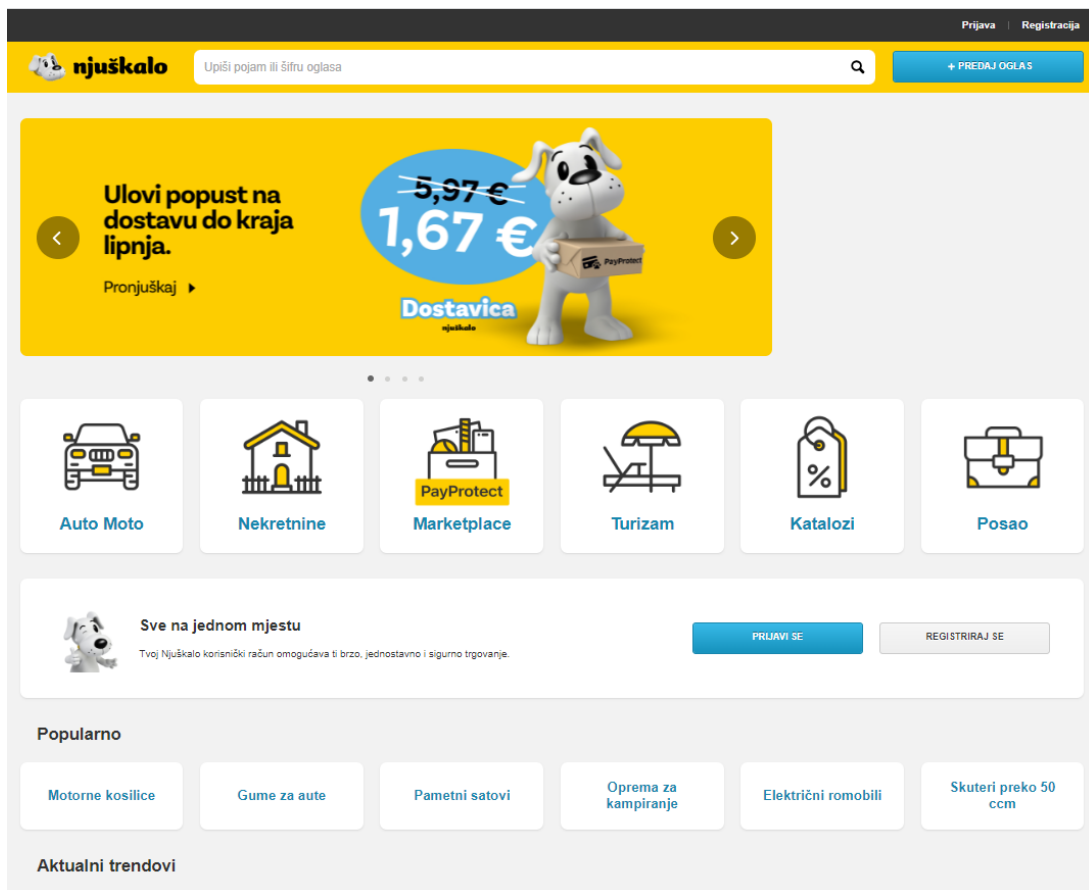 Prijava | Registracija
njuškalo
Upiši pojam ili šifru oglasa
+ PREDAJ OGLAS
Ulovi popust na
dostavu do kraja
lipnja.
Pronjuškaj
5,97 €
1,67 €
PayProtect
Dostavica
njuškalo
PayProtect
Auto Moto
Nekretnine
Marketplace
Turizam
%
Katalozi
Posao
Sve na jednom mjestu
Tvoj Njuškalo korisnički račun omogućava ti brzo, jednostavno i sigurno trgovanje.
PRIJAVI SE
REGISTRIRAJ SE
Popularno
Motorne kosilice
Gume za aute
Pametni satovi
Oprema za
kampiranje
Električni romobili
Skuteri preko 50
ccm
Aktualni trendovi